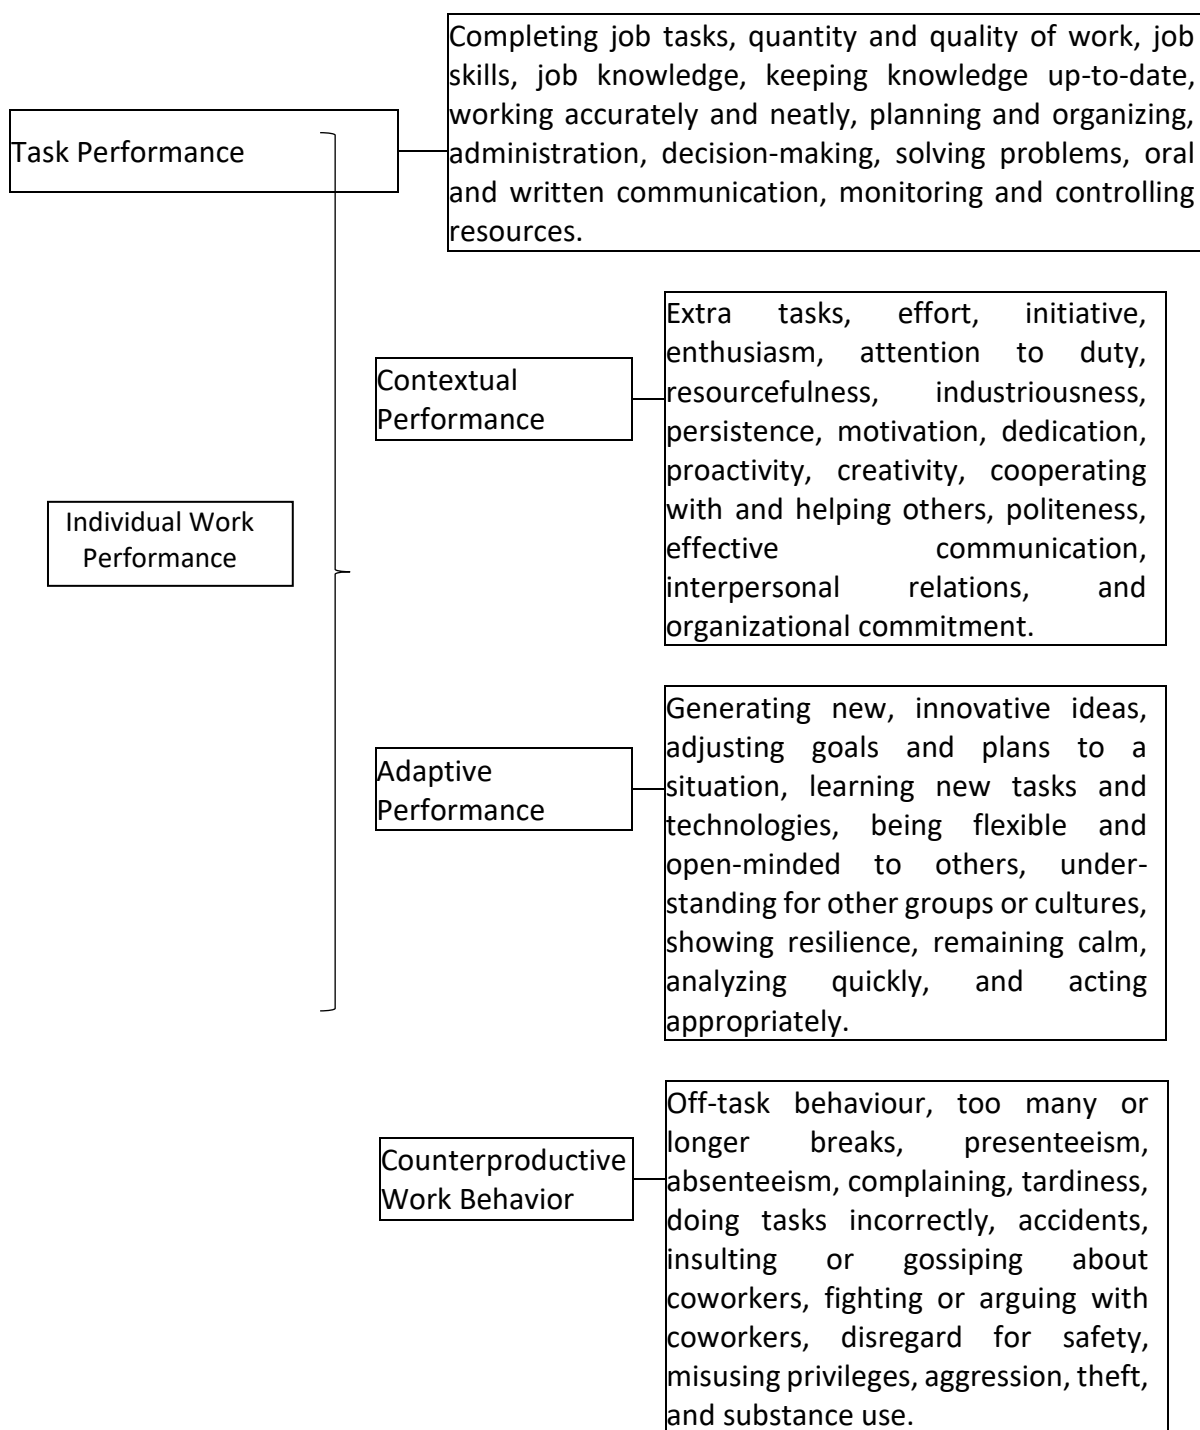 Task Performance
Completing job tasks, quantity and quality of work, job
skills, job knowledge, keeping knowledge up-to-date,
working accurately and neatly, planning and organizing,
administration, decision-making, solving problems, oral
and written communication, monitoring and controlling
resources.
Individual Work
Performance
Contextual
Performance
Extra tasks, effort, initiative,
enthusiasm, attention to duty,
resourcefulness, industriousness,
persistence, motivation, dedication,
proactivity, creativity, cooperating
with and helping others, politeness,
effective communication,
interpersonal relations, and
organizational commitment.
Adaptive
Performance
Generating new, innovative ideas,
adjusting goals and plans to a
situation, learning new tasks and
technologies, being flexible and
open-minded to others, under-
standing for other groups or cultures,
showing resilience, remaining calm,
analyzing quickly, and acting
appropriately.
Counterproductive
Work Behavior
Off-task behaviour, too many or
longer breaks, presenteeism,
absenteeism, complaining, tardiness,
doing tasks incorrectly, accidents,
insulting or gossiping about
coworkers, fighting or arguing with
coworkers, disregard for safety,
misusing privileges, aggression, theft,
and substance use.